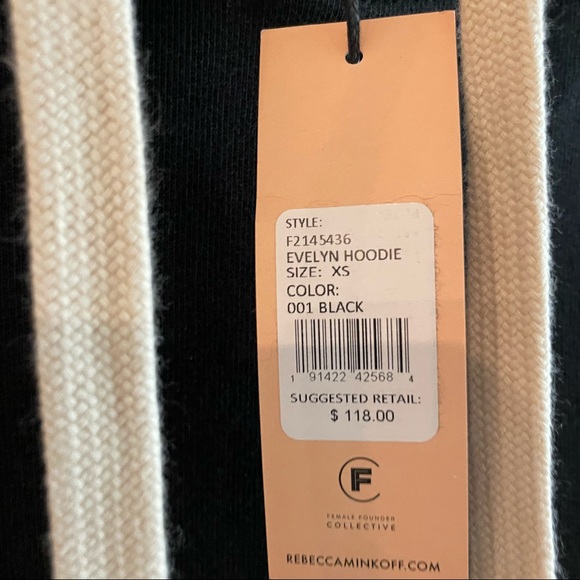 STYLE:
F2145436
EVELYN HOODIE
SIZE: XS
COLOR:
001 BLACK
1 91422 42568 4
SUGGESTED RETAIL:
$ 118.00
F
FEMALE FOUNDER
COLLECTIVE
REBECCAMINKOFF.COM